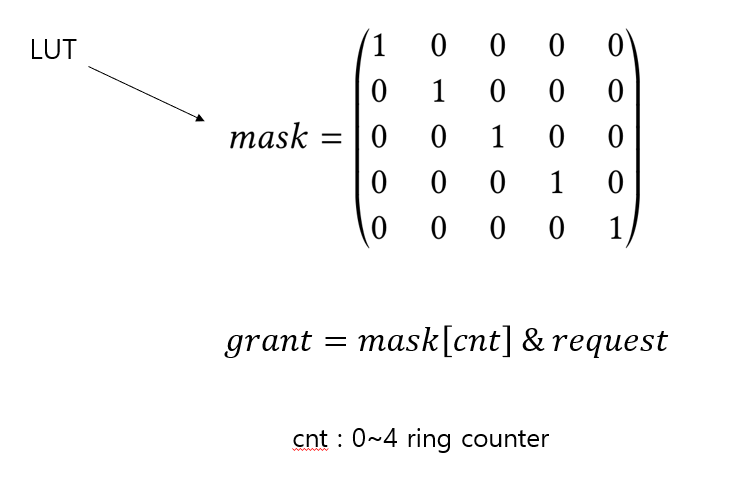 LUT
1 0 0 0 0
0 1 0 0 0
mask = 0 0 1 0 0
0 0 0 1 0
0 0 0 0 1
grant = mask[cnt] & request
cnt : 0~4 ring counter